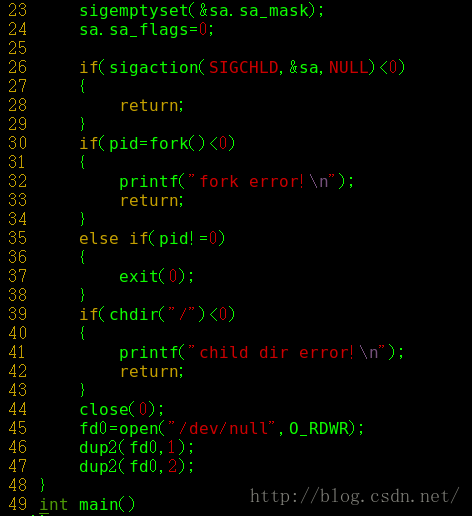 23 sigemptyset(&sa.sa_mask);
24 sa.sa_flags=0;
25
26 if(sigaction(SIGCHLD,&sa,NULL)<0)
27 {
28 return;
29 }
30 if(pid=fork()<0)
31 {
32 printf("fork error!\n");
33 return;
34 }
35 else if(pid!=0)
36 {
37 exit(0);
38 }
39 if(chdir("/")<0)
40 {
41 printf("child dir error!\n");
42 return;
43 }
44 close(0);
45 fd0=open("/dev/null",O_RDWR);
46 dup2(fd0,1);
47 dup2(fd0,2);
48 }
49 int main()
http://blog.csdn.net/